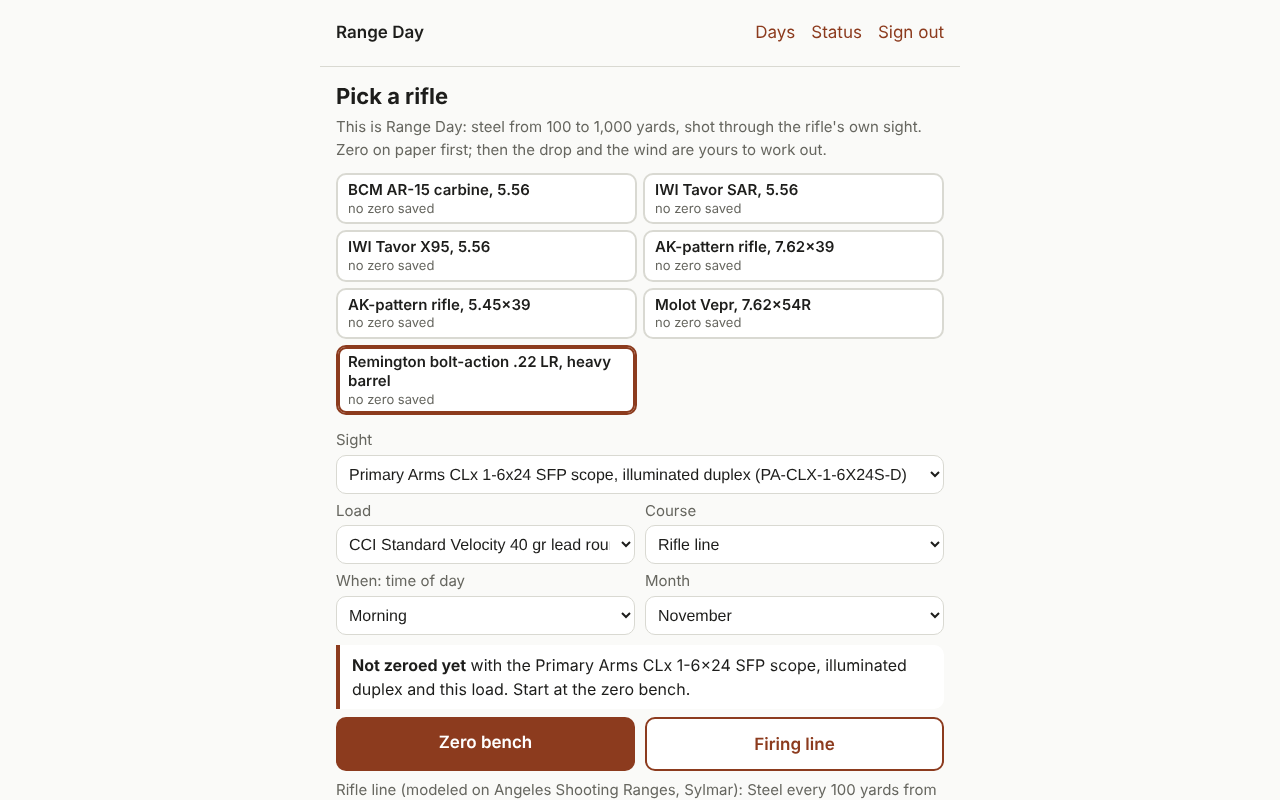 Range Day
Days Status Sign out
Pick a rifle
This is Range Day: steel from 100 to 1,000 yards, shot through the rifle's own sight.
Zero on paper first; then the drop and the wind are yours to work out.
BCM AR-15 carbine, 5.56
no zero saved
IWI Tavor SAR, 5.56
no zero saved
IWI Tavor X95, 5.56
no zero saved
AK-pattern rifle, 7.62×39
no zero saved
AK-pattern rifle, 5.45×39
no zero saved
Molot Vepr, 7.62×54R
no zero saved
Remington bolt-action .22 LR, heavy
barrel
no zero saved
Sight
Primary Arms CLx 1-6x24 SFP scope, illuminated duplex (PA-CLX-1-6X24S-D)
Load
CCI Standard Velocity 40 gr lead rou
Course
Rifle line
When: time of day
Morning
Month
November
Not zeroed yet with the Primary Arms CLx 1-6×24 SFP scope, illuminated
duplex and this load. Start at the zero bench.
Zero bench
Firing line
Rifle line (modeled on Angeles Shooting Ranges, Sylmar): Steel every 100 yards from